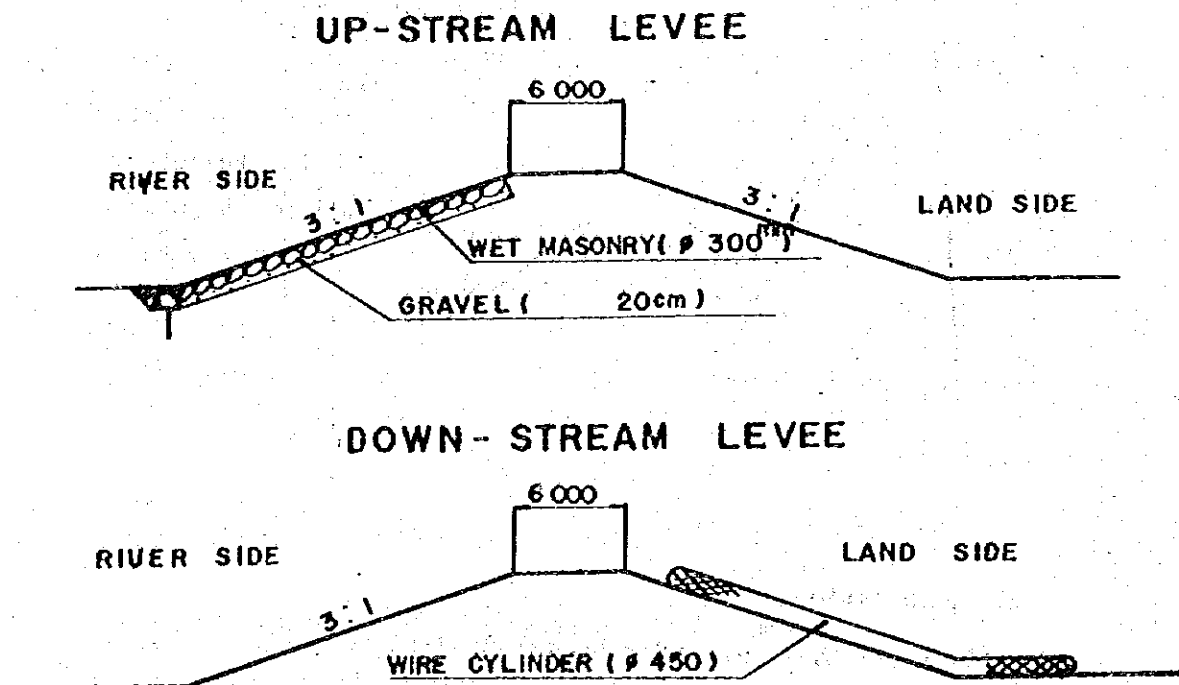 UP-STREAM LEVEE
6 000
RIVER SIDE
3 : 1
3 : 1
LAND SIDE
WET MASONRY( ø 300mm)
GRAVEL ( 20cm )
DOWN - STREAM LEVEE
6 000
RIVER SIDE
LAND SIDE
3 : 1
WIRE CYLINDER ( ø 450)